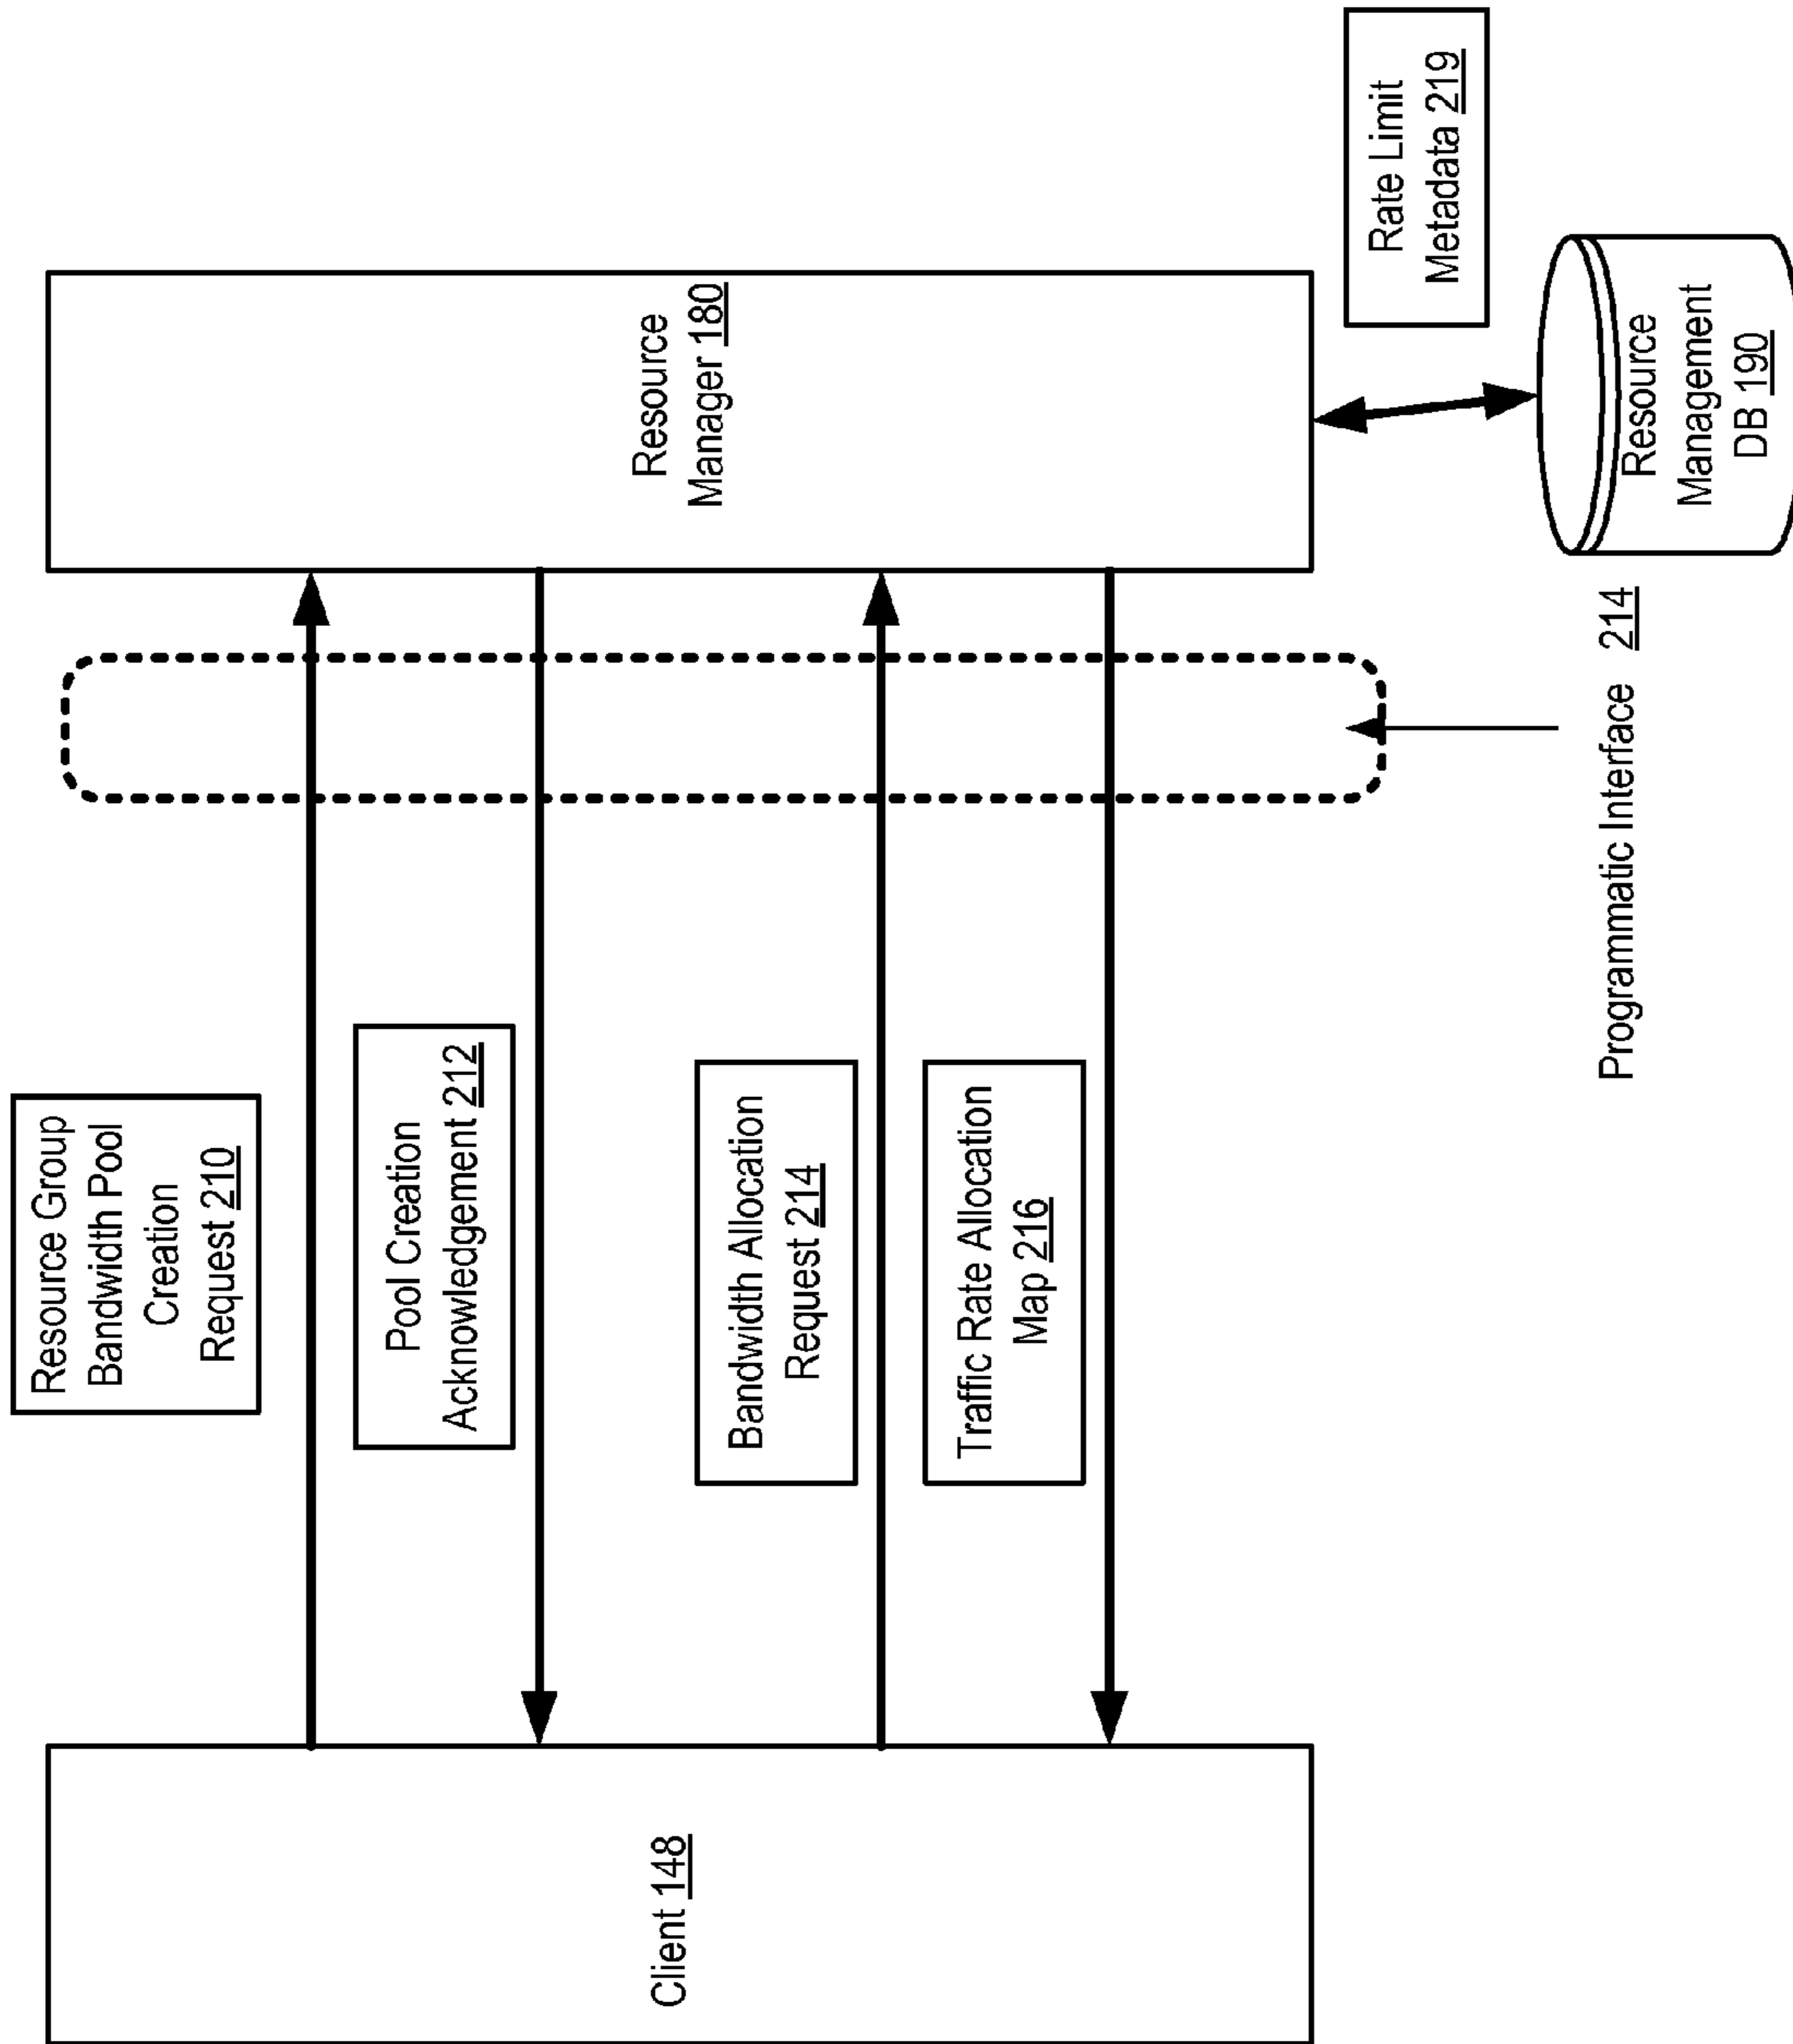 Resource Group
Bandwidth Pool
Creation
Request 210
Pool Creation
Acknowledgement 212
Bandwidth Allocation
Request 214
Traffic Rate Allocation
Map 216
Client 148
Resource
Manager 180
Rate Limit
Metadata 219
Programmatic Interface 214
Resource
Management
DB 190